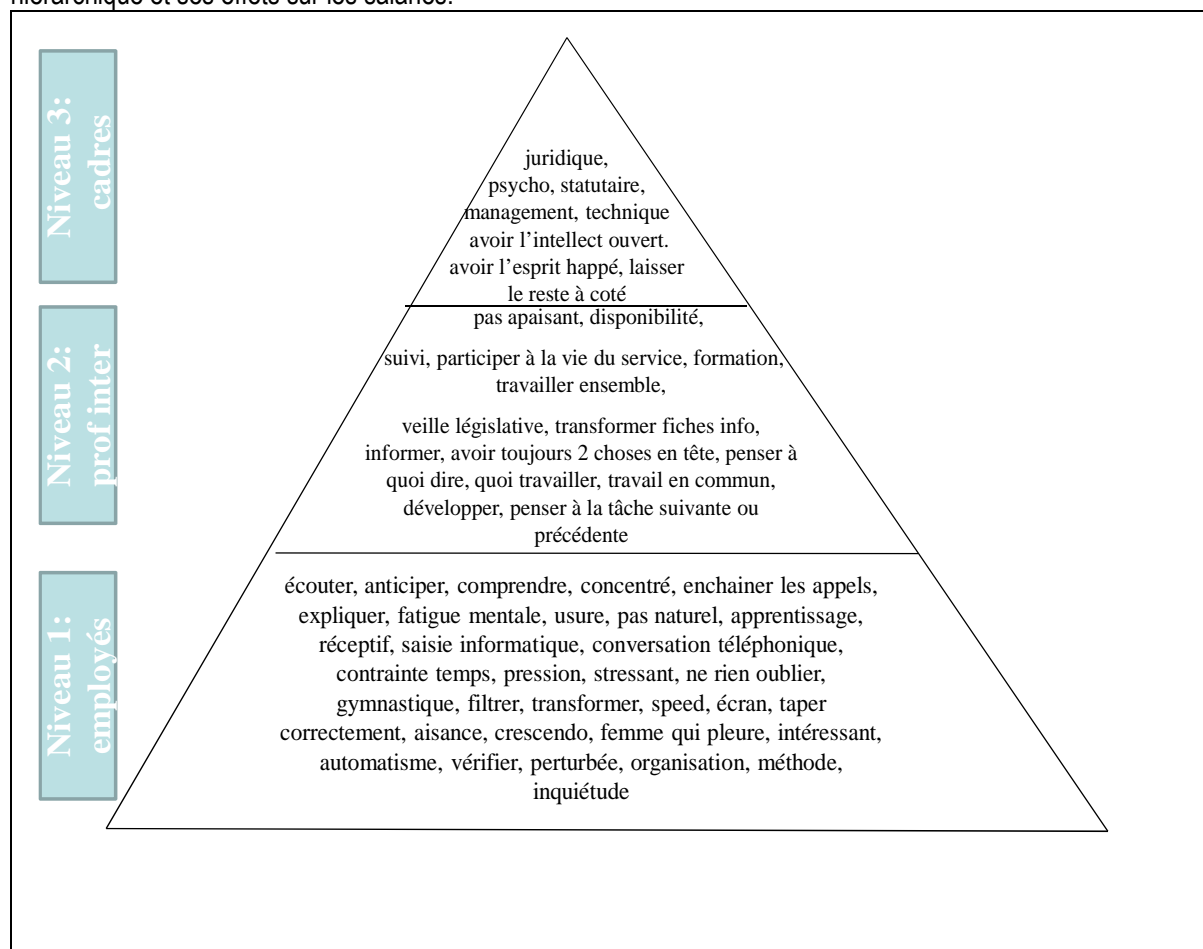 hiérarchique et ses effets sur les salariés.
Niveau 3:
cadres
juridique,
psycho, statutaire,
management, technique
avoir l’intellect ouvert.
avoir l’esprit happé, laisser
le reste à coté
Niveau 2:
prof inter
pas apaisant, disponibilité,
suivi, participer à la vie du service, formation,
travailler ensemble,
veille législative, transformer fiches info,
informer, avoir toujours 2 choses en tête, penser à
quoi dire, quoi travailler, travail en commun,
développer, penser à la tâche suivante ou
précédente
Niveau 1:
employés
écouter, anticiper, comprendre, concentré, enchainer les appels,
expliquer, fatigue mentale, usure, pas naturel, apprentissage,
réceptif, saisie informatique, conversation téléphonique,
contrainte temps, pression, stressant, ne rien oublier,
gymnastique, filtrer, transformer, speed, écran, taper
correctement, aisance, crescendo, femme qui pleure, intéressant,
automatisme, vérifier, perturbée, organisation, méthode,
inquiétude